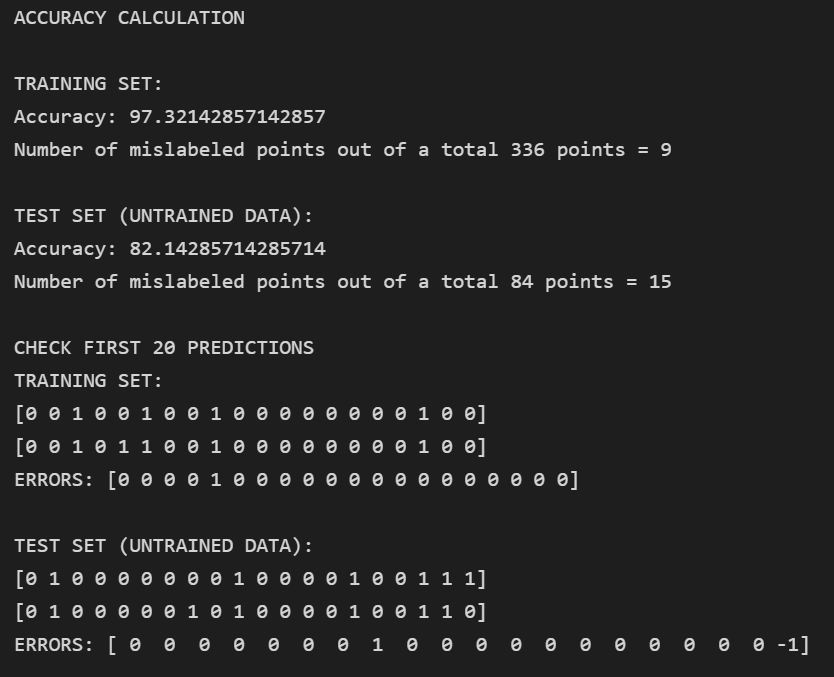 ACCURACY CALCULATION
TRAINING SET:
Accuracy: 97.32142857142857
Number of mislabeled points out of a total 336 points = 9
TEST SET (UNTRAINED DATA):
Accuracy: 82.14285714285714
Number of mislabeled points out of a total 84 points = 15
CHECK FIRST 20 PREDICTIONS
TRAINING SET:
[0 0 1 0 0 1 0 0 1 0 0 0 0 0 0 0 0 1 0 0]
[0 0 1 0 1 1 0 0 1 0 0 0 0 0 0 0 0 1 0 0]
ERRORS: [0 0 0 0 1 0 0 0 0 0 0 0 0 0 0 0 0 0 0 0]
TEST SET (UNTRAINED DATA):
[0 1 0 0 0 0 0 0 0 1 0 0 0 0 1 0 0 1 1 1]
[0 1 0 0 0 0 0 1 0 1 0 0 0 0 1 0 0 1 1 0]
ERRORS: [ 0  0  0  0  0  0  0  1  0  0  0  0  0  0  0  0  0  0  0 -1]